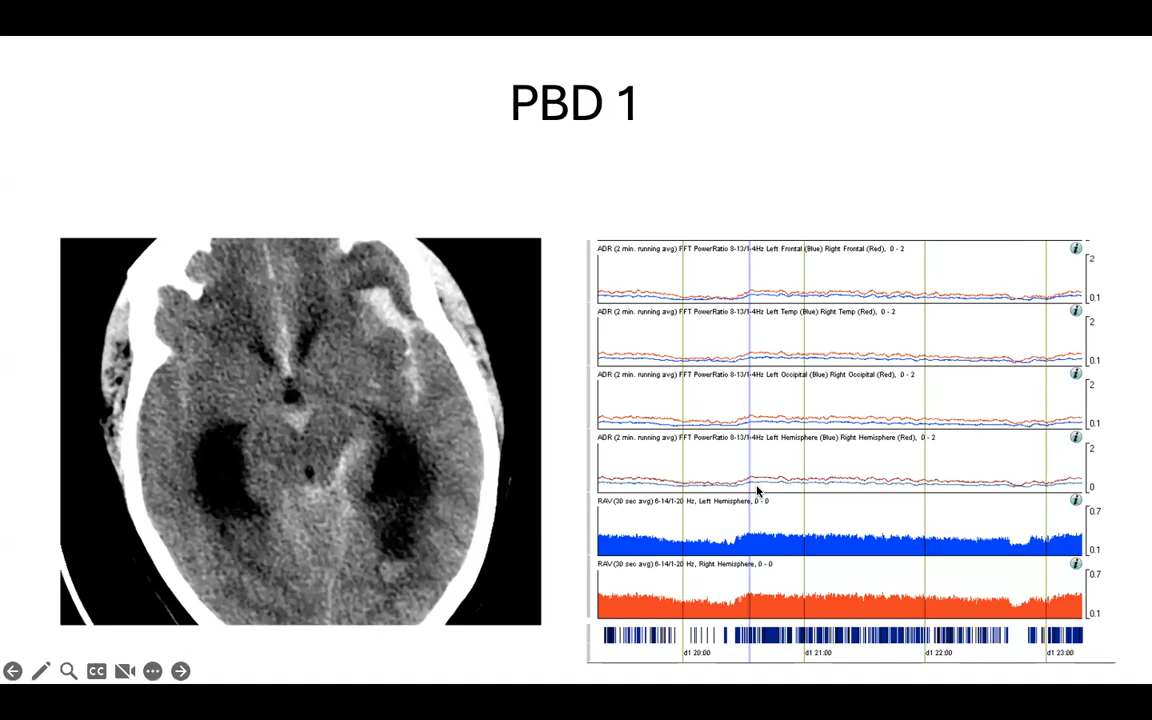 PBD 1
ADR (2 min. running avg) FFT PowerRatio 8-13/1-4Hz Left Frontal (Blue) Right Frontal (Red), 0 - 2
2
0.1
ADR (2 min. running avg) FFT PowerRatio 8-13/1-4Hz Left Temp (Blue) Right Temp (Red), 0 - 2
2
0.1
ADR (2 min. running avg) FFT PowerRatio 8-13/1-4Hz Left Occipital (Blue) Right Occipital (Red), 0 - 2
2
0.1
ADR (2 min. running avg) FFT PowerRatio 8-13/1-4Hz Left Hemisphere (Blue) Right Hemisphere (Red), 0 - 2
2
0
RAV(30 sec avg) 6-14/1-20 Hz, Left Hemisphere, 0 - 0
0.7
0.1
RAV(30 sec avg) 6-14/1-20 Hz, Right Hemisphere, 0 - 0
0.7
0.1
d1 20:00 d1 21:00 d1 22:00 d1 23:00
CC